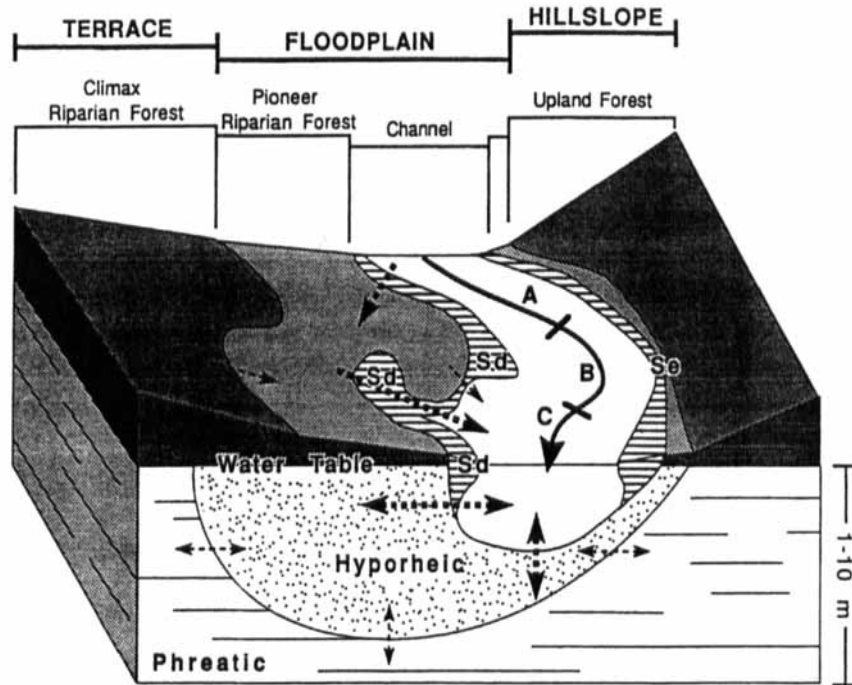 TERRACE
FLOODPLAIN
HILLSLOPE
Climax
Riparian Forest
Pioneer
Riparian Forest
Channel
Upland Forest
A
B
C
Sd
Sd
Se
Water Table
Sd
Hyporheic
Phreatic
1-10 m